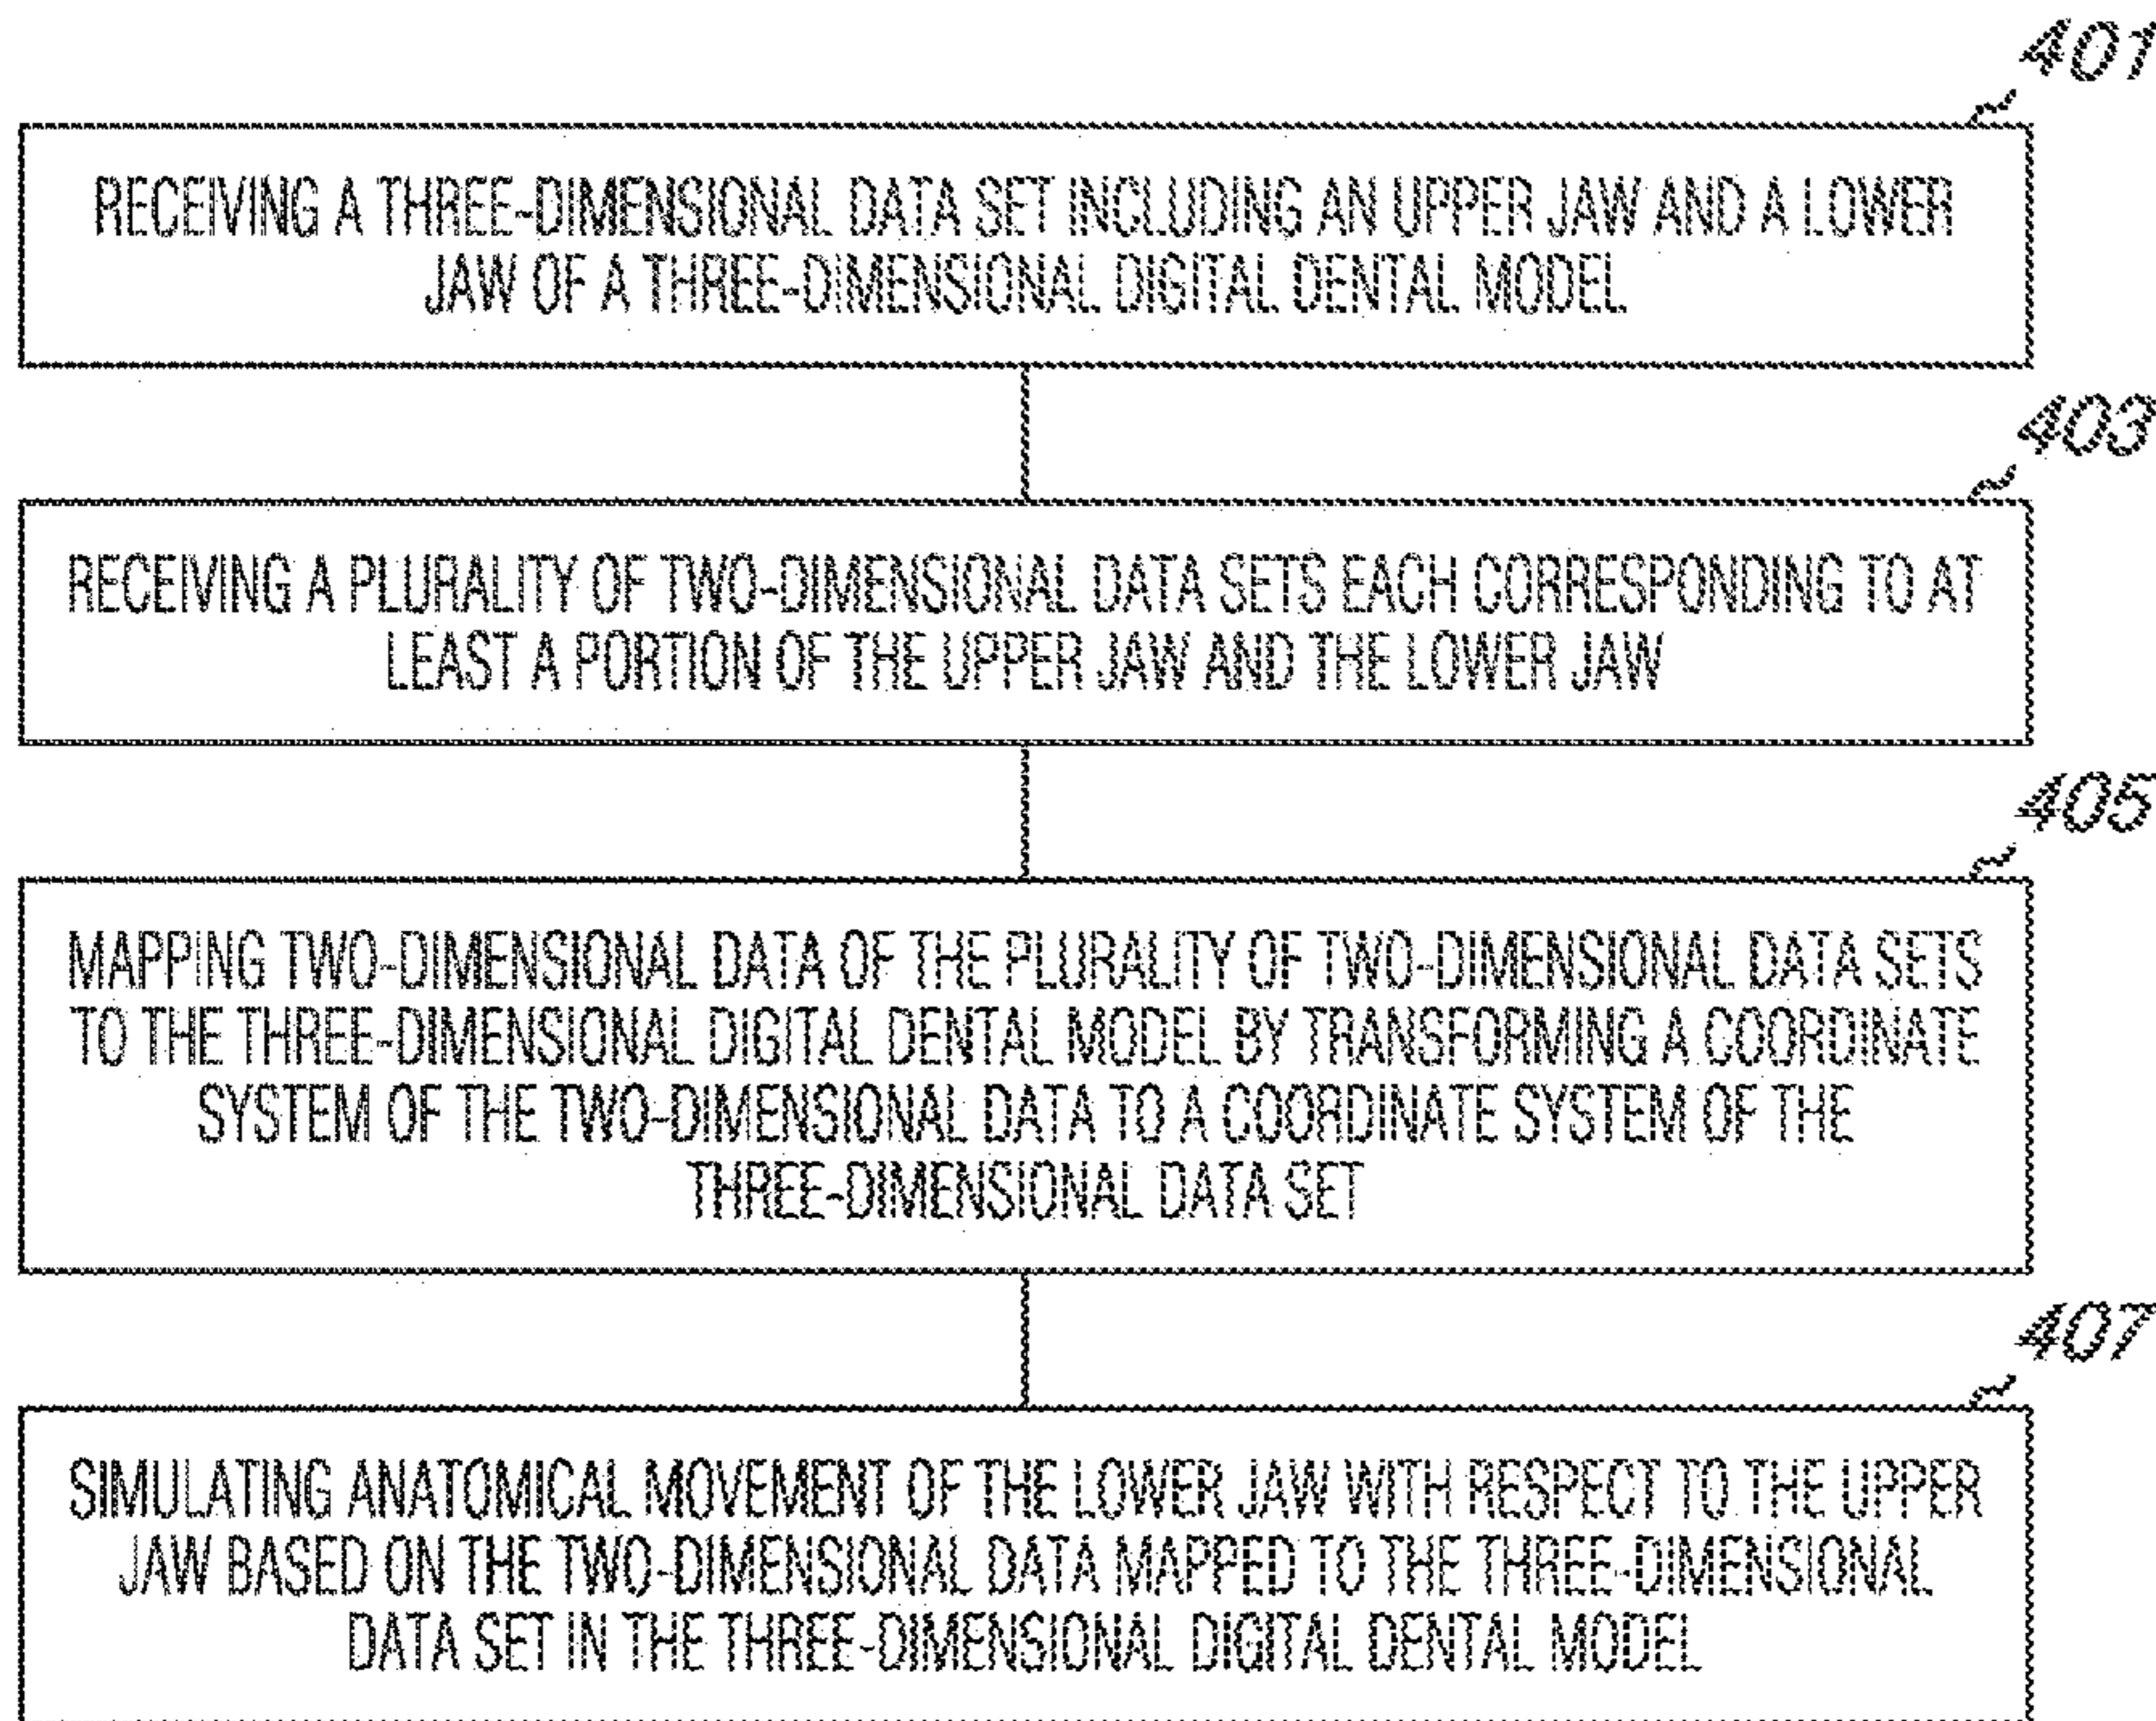 401
RECEIVING A THREE-DIMENSIONAL DATA SET INCLUDING AN UPPER JAW AND A LOWER
JAW OF A THREE-DIMENSIONAL DIGITAL DENTAL MODEL
403
RECEIVING A PLURALITY OF TWO-DIMENSIONAL DATA SETS EACH CORRESPONDING TO AT
LEAST A PORTION OF THE UPPER JAW AND THE LOWER JAW
405
MAPPING TWO-DIMENSIONAL DATA OF THE PLURALITY OF TWO-DIMENSIONAL DATA SETS
TO THE THREE-DIMENSIONAL DIGITAL DENTAL MODEL BY TRANSFORMING A COORDINATE
SYSTEM OF THE TWO-DIMENSIONAL DATA TO A COORDINATE SYSTEM OF THE
THREE-DIMENSIONAL DATA SET
407
SIMULATING ANATOMICAL MOVEMENT OF THE LOWER JAW WITH RESPECT TO THE UPPER
JAW BASED ON THE TWO-DIMENSIONAL DATA MAPPED TO THE THREE-DIMENSIONAL
DATA SET IN THE THREE-DIMENSIONAL DIGITAL DENTAL MODEL